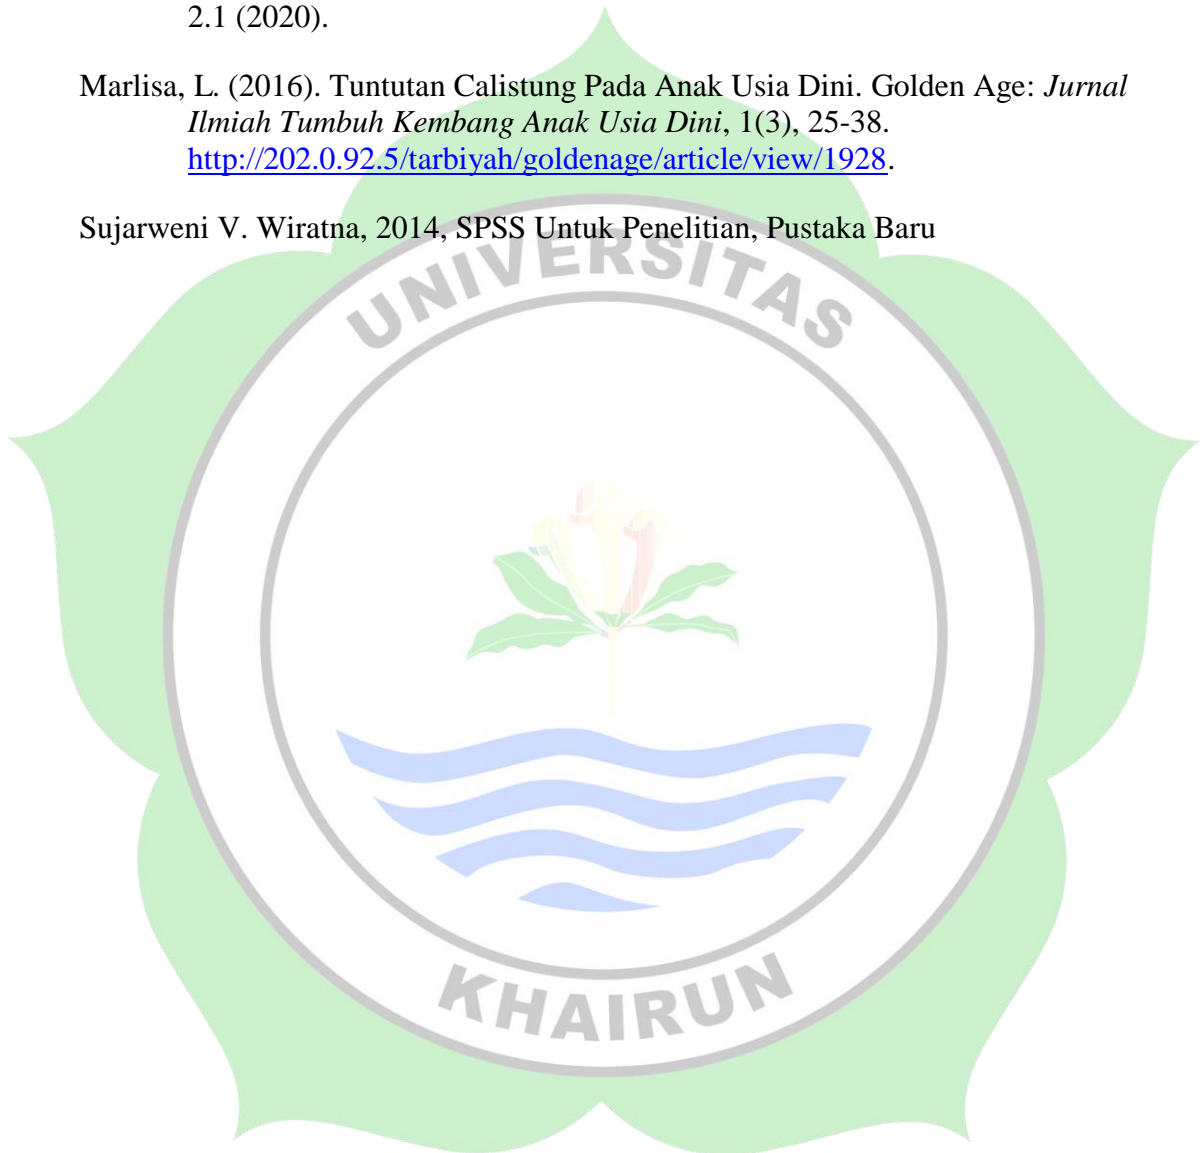 2.1 (2020).
Marlisa, L. (2016). Tuntutan Calistung Pada Anak Usia Dini. Golden Age: Jurnal
Ilmiah Tumbuh Kembang Anak Usia Dini, 1(3), 25-38.
http://202.0.92.5/tarbiyah/goldenage/article/view/1928.
Sujarweni V. Wiratna, 2014, SPSS Untuk Penelitian, Pustaka Baru
UNIVERSITAS
KHAIRUN